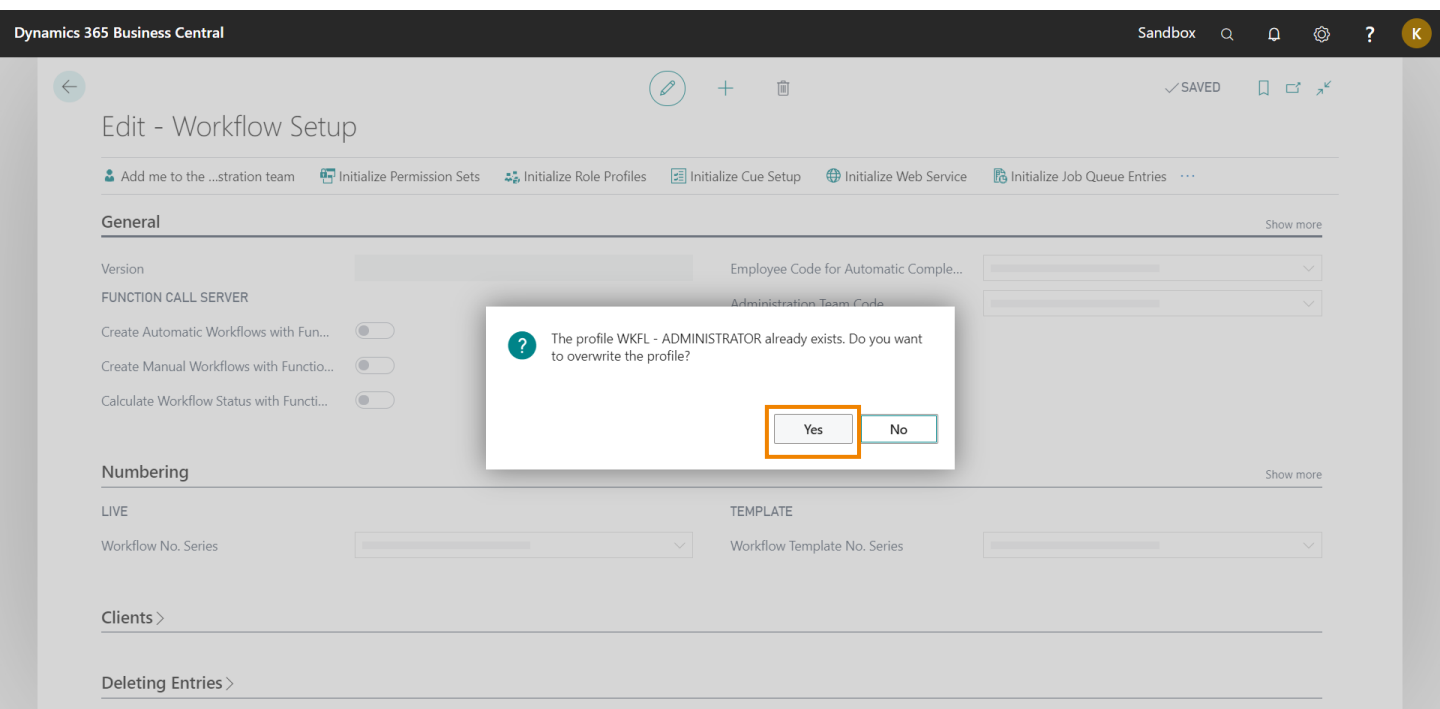 Dynamics 365 Business Central
Sandbox
?
K
SAVED
Edit - Workflow Setup
Add me to the ...stration team
Initialize Permission Sets
Initialize Role Profiles
Initialize Cue Setup
Initialize Web Service
Initialize Job Queue Entries
...
General
Show more
Version
Employee Code for Automatic Comple...
FUNCTION CALL SERVER
Administration Team Code
Create Automatic Workflows with Fun...
Create Manual Workflows with Functio...
Calculate Workflow Status with Functi...
?
The profile WKFL - ADMINISTRATOR already exists. Do you want
to overwrite the profile?
Yes
No
Numbering
Show more
LIVE
TEMPLATE
Workflow No. Series
Workflow Template No. Series
Clients
Deleting Entries